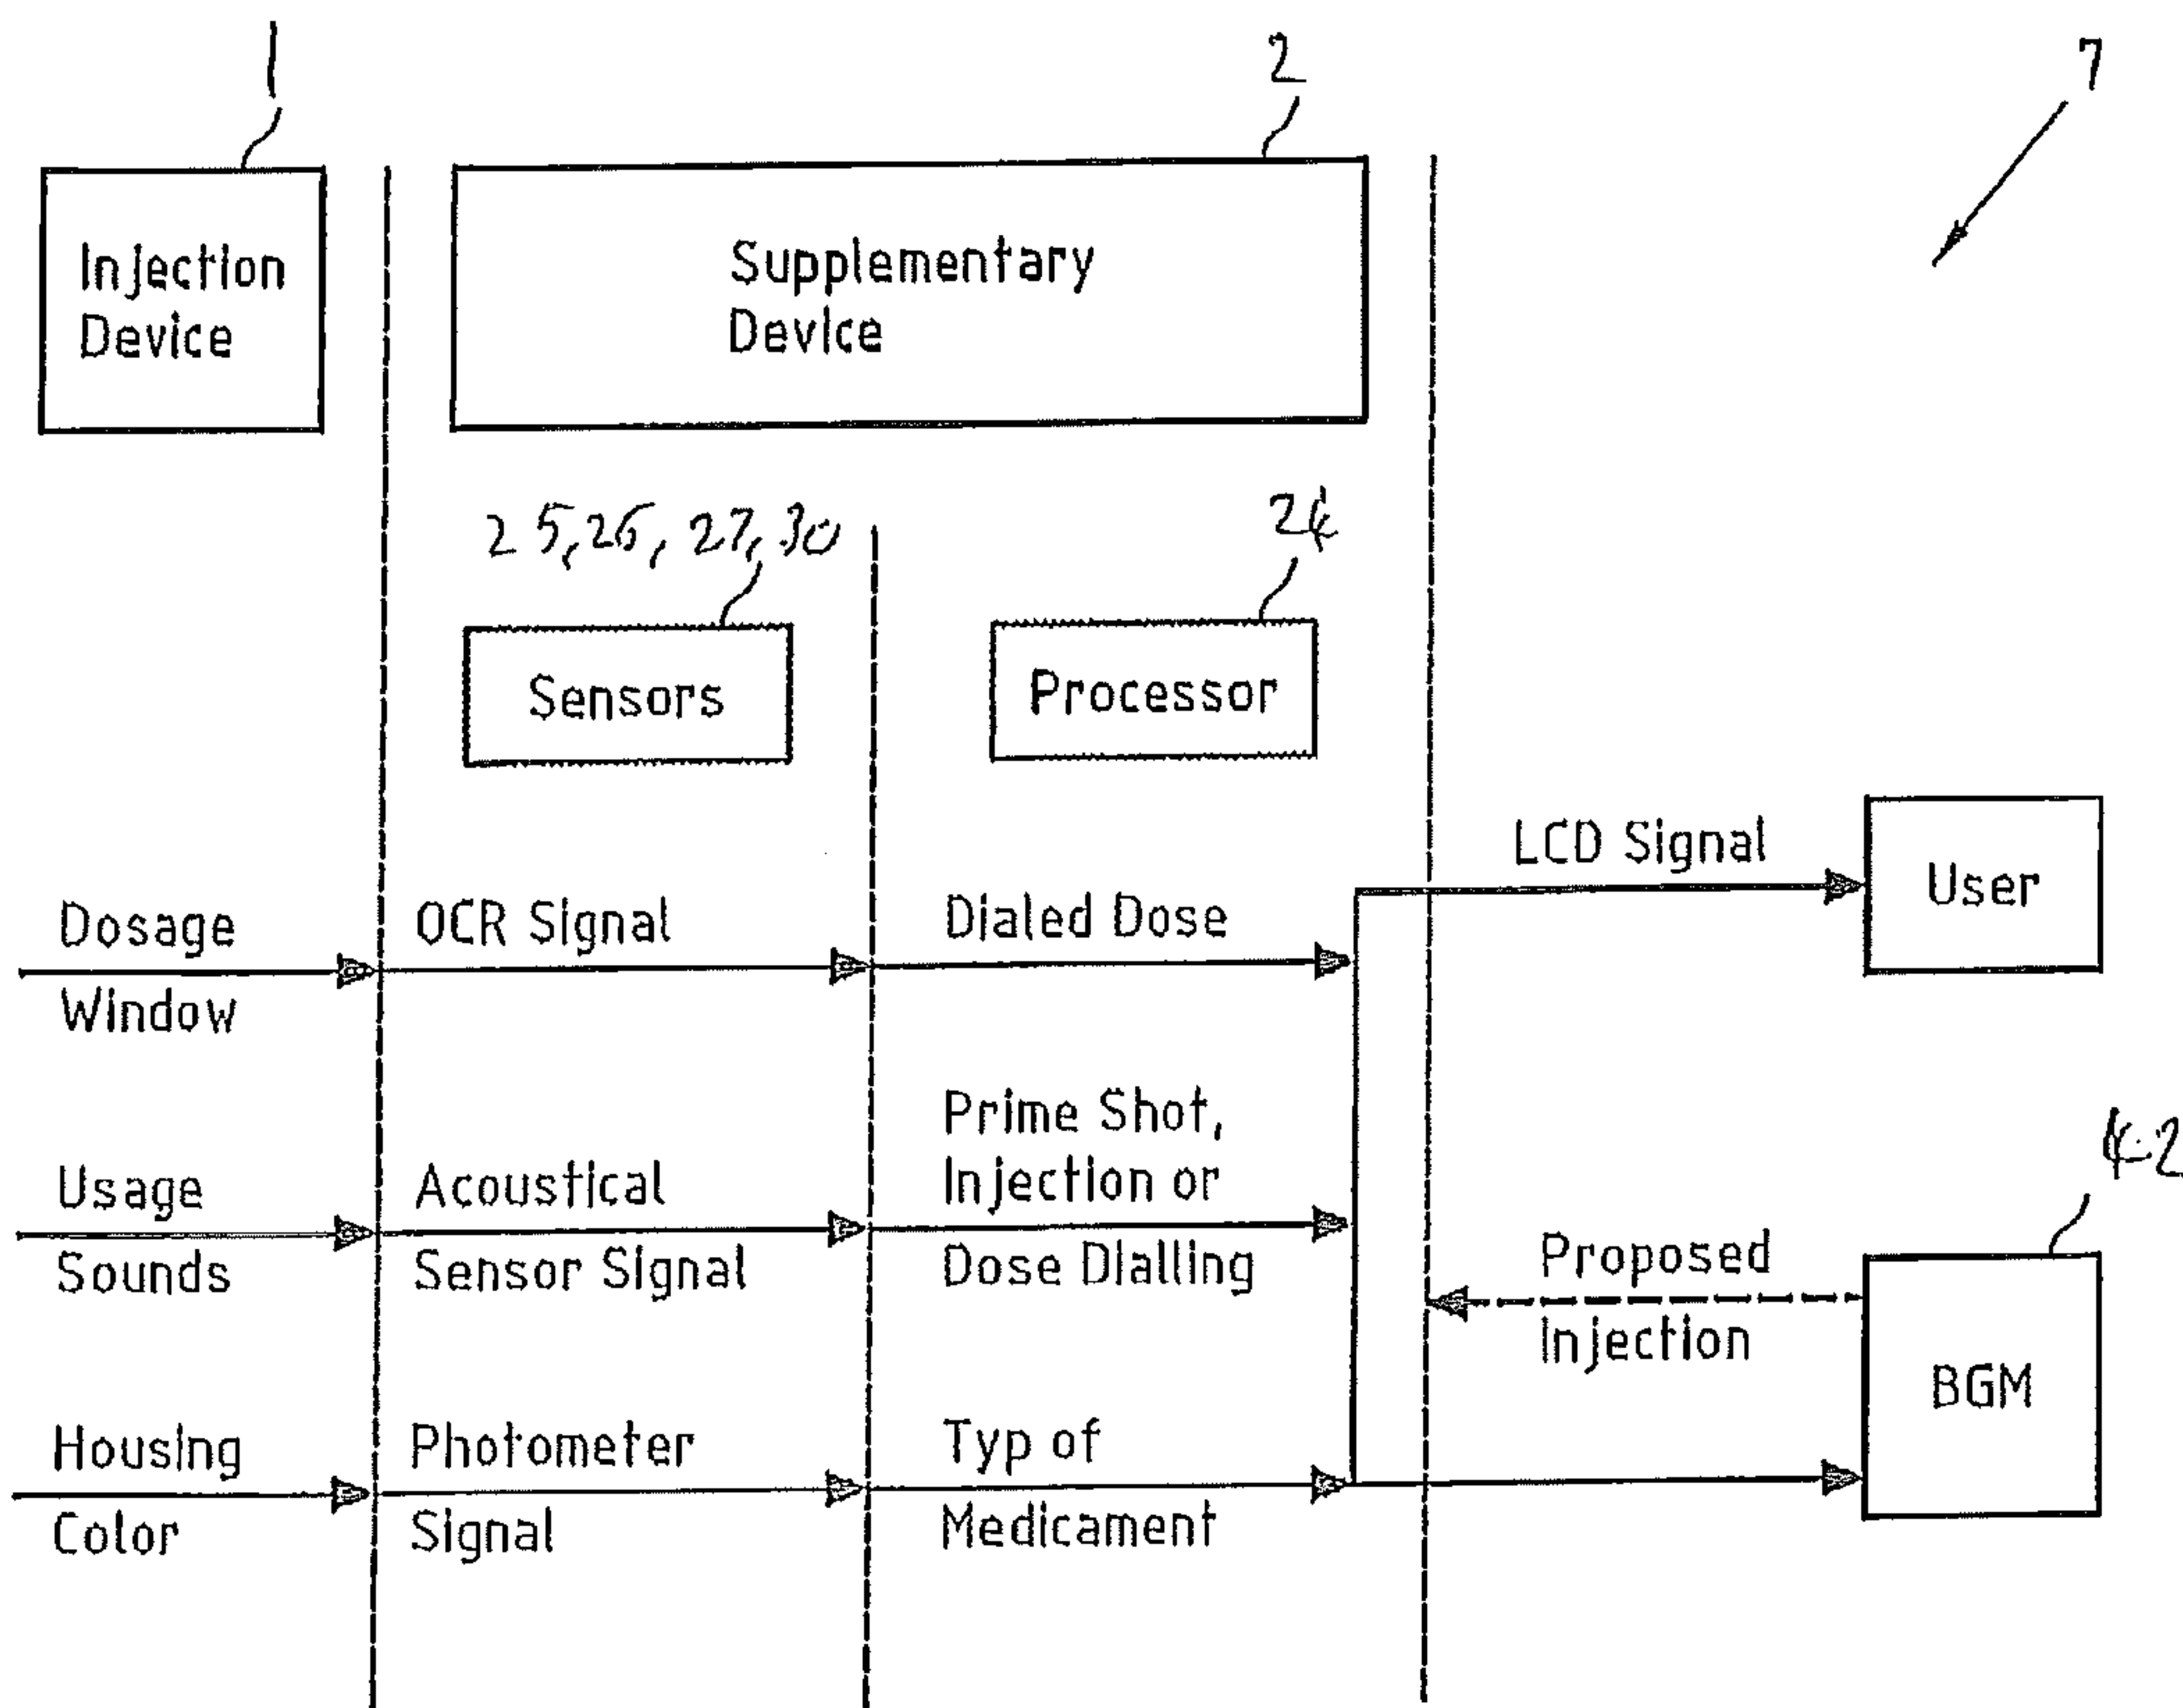 1
2
7
Injection
Device
Supplementary
Device
25,26,27,30
24
Sensors
Processor
LCD Signal
User
Dosage
Window
OCR Signal
Dialed Dose
Usage
Sounds
Acoustical
Sensor Signal
Prime Shot,
Injection or
Dose Dialling
Proposed
Injection
42
BGM
Housing
Color
Photometer
Signal
Typ of
Medicament